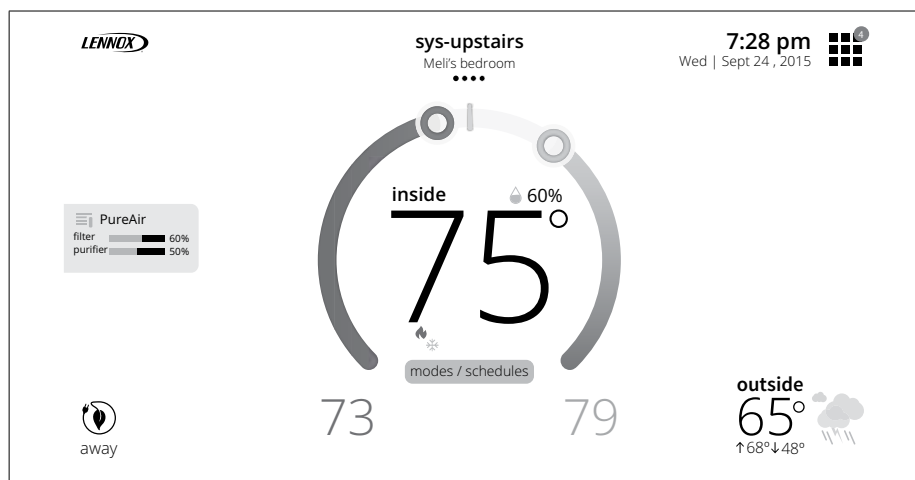 LENNOX
sys-upstairs
Meli's bedroom
7:28 pm
Wed | Sept 24 , 2015
4
inside
60%
75°
PureAir
filter 60%
purifier 50%
modes / schedules
73
79
away
outside
65°
↑68°↓48°